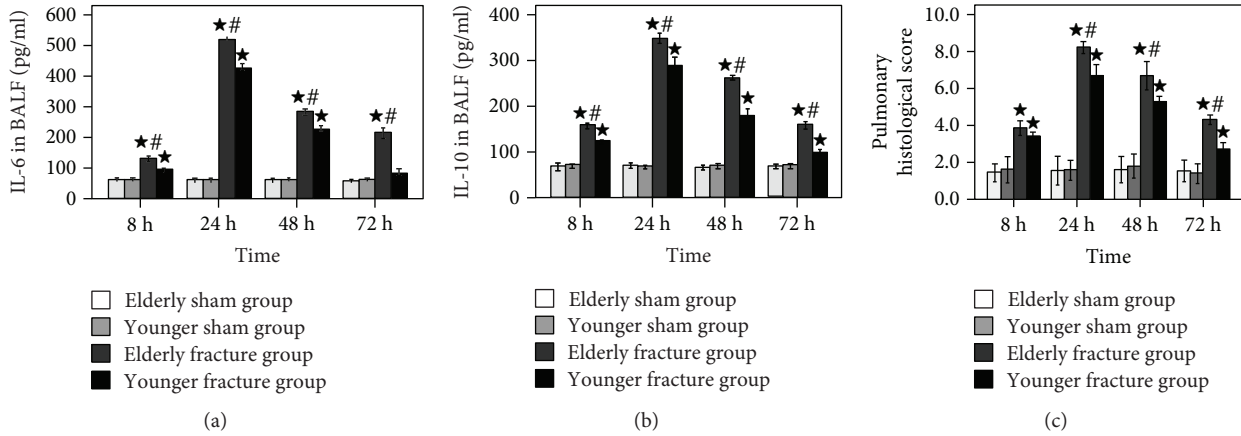 IL-6 in BALF (pg/ml)
600
500
400
300
200
100
0
★ #
★
★ #
★
★ #
★
★ #
8 h
24 h
48 h
72 h
Time
Elderly sham group
Younger sham group
Elderly fracture group
Younger fracture group
(a)
IL-10 in BALF (pg/ml)
400
300
200
100
0
★ #
★
★ #
★
★ #
★
★ #
★
8 h
24 h
48 h
72 h
Time
Elderly sham group
Younger sham group
Elderly fracture group
Younger fracture group
(b)
Pulmonary
histological score
10.0
8.0
6.0
4.0
2.0
0.0
★
★
★ #
★
★ #
★
★ #
★
8 h
24 h
48 h
72 h
Time
Elderly sham group
Younger sham group
Elderly fracture group
Younger fracture group
(c)